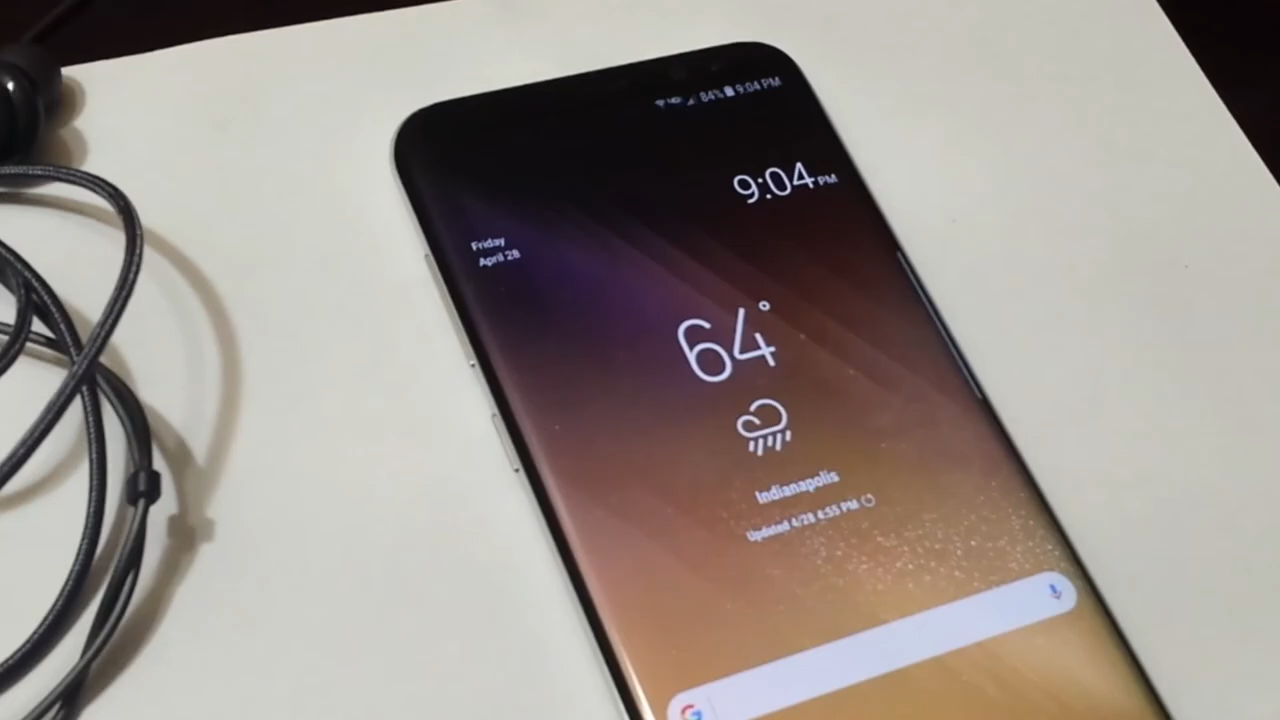 84% 9:04 PM
9:04 PM
Friday
April 28
64°
Indianapolis
Updated 4/28 4:55 PM
G